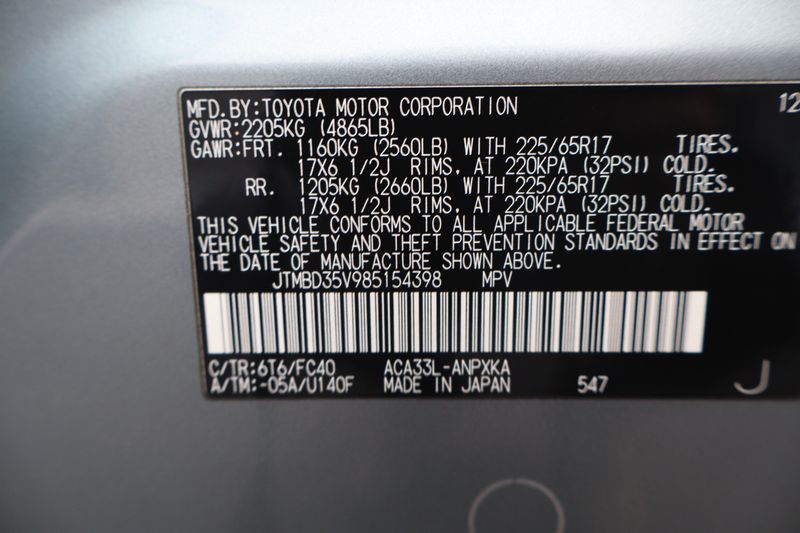 MFD.BY:TOYOTA MOTOR CORPORATION 12
GVWR:2205KG (4865LB)
GAWR:FRT. 1160KG (2560LB) WITH 225/65R17 TIRES.
17X6 1/2J RIMS, AT 220KPA (32PSI) COLD.
RR. 1205KG (2660LB) WITH 225/65R17 TIRES.
17X6 1/2J RIMS, AT 220KPA (32PSI) COLD.
THIS VEHICLE CONFORMS TO ALL APPLICABLE FEDERAL MOTOR
VEHICLE SAFETY AND THEFT PREVENTION STANDARDS IN EFFECT ON
THE DATE OF MANUFACTURE SHOWN ABOVE.
JTMBD35V985154398 MPV
C/TR:6T6/FC40 ACA33L-ANPXKA
A/TM:-05A/U140F MADE IN JAPAN 547 J